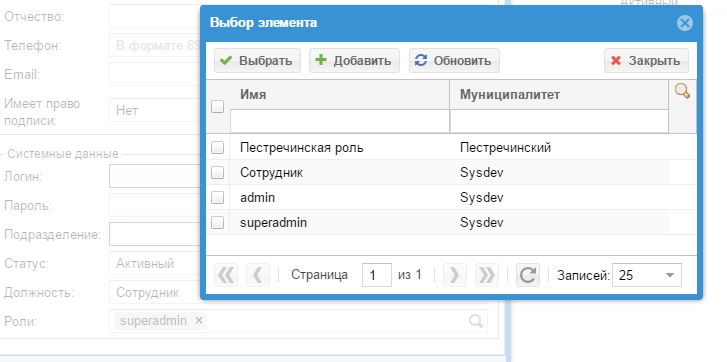 Активный
Отчество:
Телефон:
В формате 89
Email:
Имеет право
подписи:
Нет
Системные данные
Логин:
Пароль:
Подразделение:
Статус:
Активный
Должность:
Сотрудник
Роли:
superadmin ×
Выбор элемента
Выбрать
Добавить
Обновить
Закрыть
Имя Муниципалитет
Пестречинская роль Пестречинский
Сотрудник Sysdev
admin Sysdev
superadmin Sysdev
Страница 1 из 1
Записей: 25